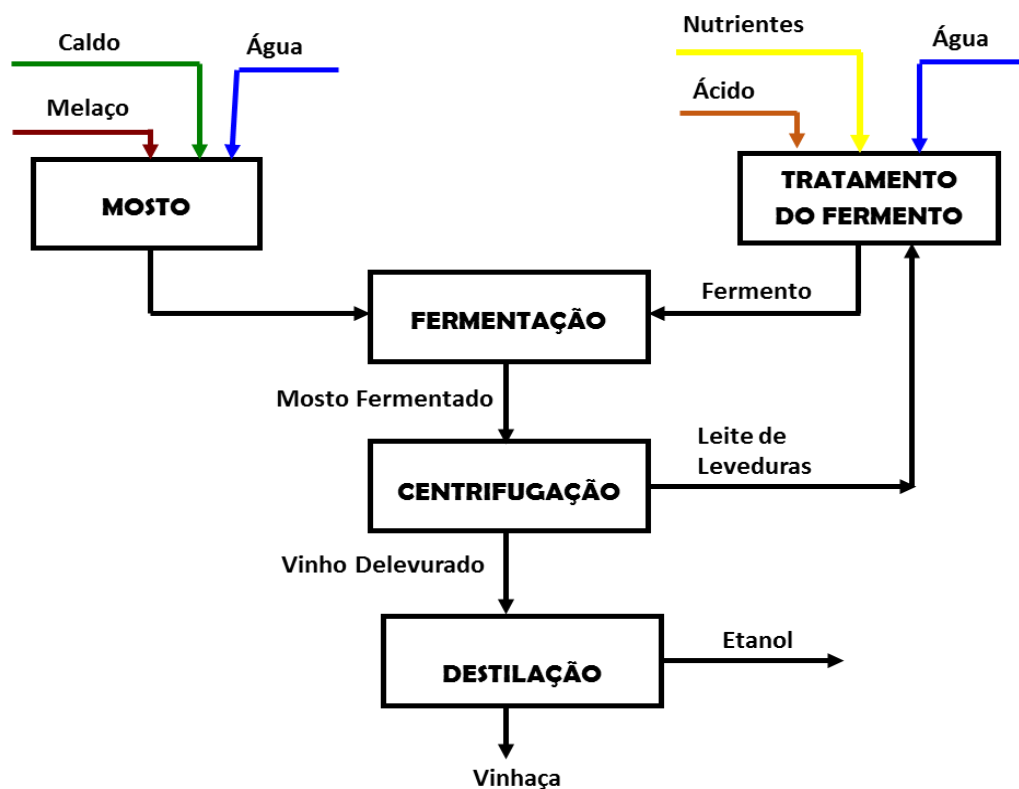 Caldo
Água
Melaço
MOSTO
Nutrientes
Água
Ácido
TRATAMENTO
DO FERMENTO
Fermento
FERMENTAÇÃO
Mosto Fermentado
Leite de
Leveduras
CENTRIFUGAÇÃO
Vinho Delevurado
Etanol
DESTILAÇÃO
Vinhaça